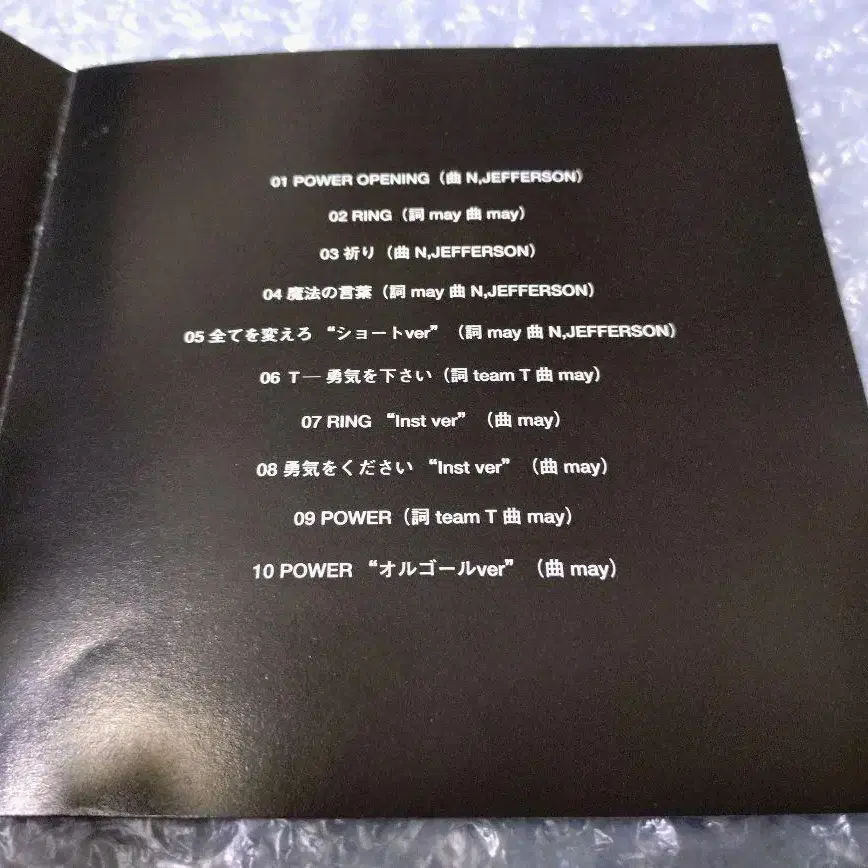 01 POWER OPENING（曲 N,JEFFERSON）
02 RING（詞 may 曲 may）
03 祈り（曲 N,JEFFERSON）
04 魔法の言葉（詞 may 曲 N,JEFFERSON）
05 全てを変えろ “ショートver” （詞 may 曲 N,JEFFERSON）
06 T― 勇気を下さい（詞 team T 曲 may）
07 RING “Inst ver” （曲 may）
08 勇気をください “Inst ver” （曲 may）
09 POWER（詞 team T 曲 may）
10 POWER “オルゴールver” （曲 may）